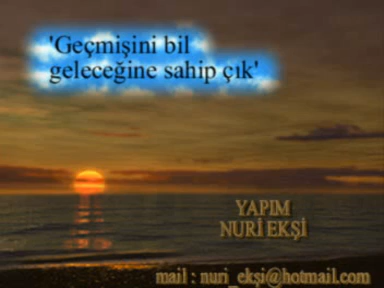 'Geçmişini bil
geleceğine sahip çık'
YAPIM
NURİ EKŞİ
mail : nuri_ekşi@hotmail.com